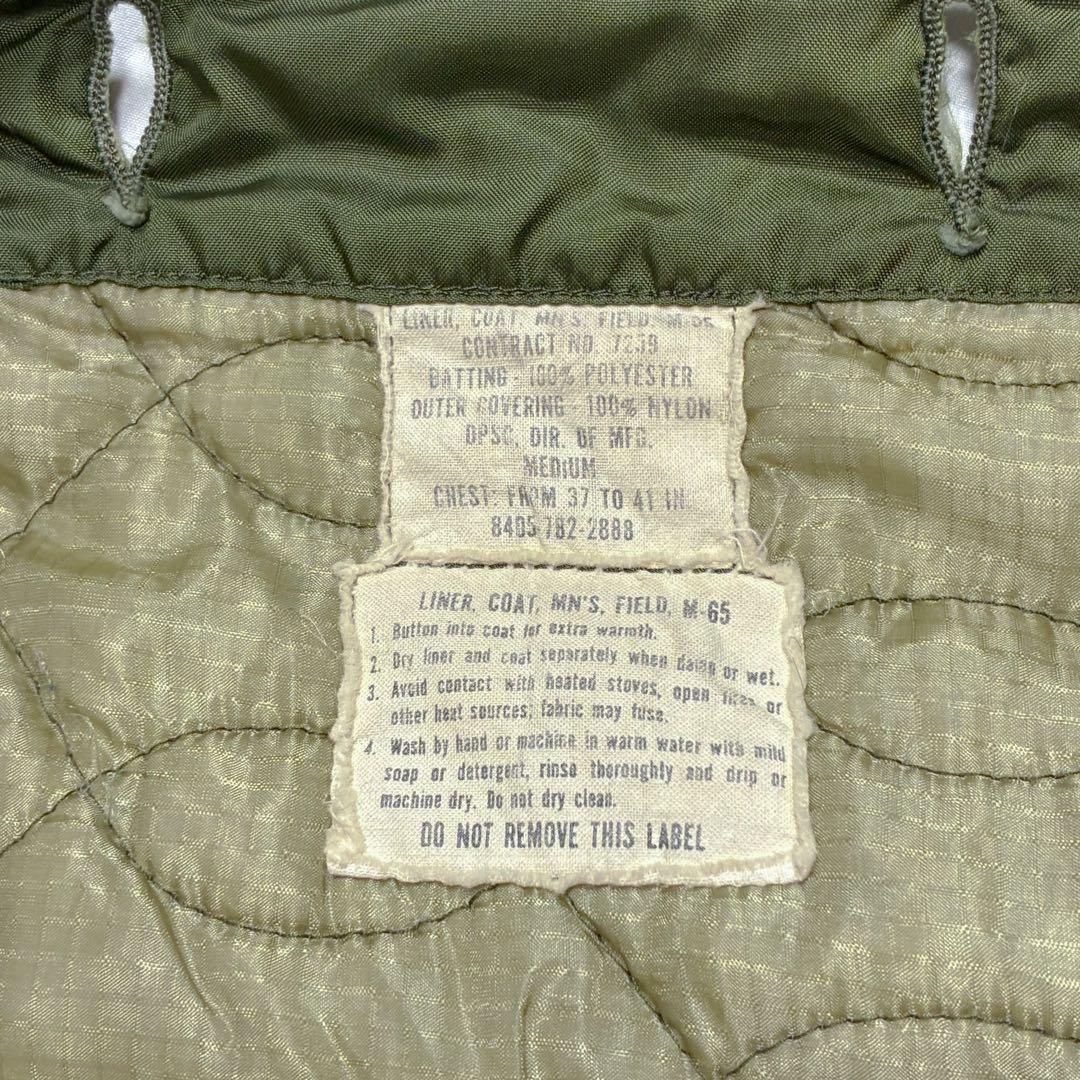 LINER, COAT, MN'S FIELD, M-65
CONTRACT NO. 7239
BATTING - 100% POLYESTER
OUTER COVERING - 100% NYLON
DPSC, DIR. OF MFG.
MEDIUM
CHEST: FROM 37 TO 41 IN.
8405-782-2888
LINER, COAT, MN'S, FIELD, M-65
1. Button into coat for extra warmth.
2. Dry liner and coat separately when damp or wet.
3. Avoid contact with heated stoves, open fires or
other heat sources; fabric may fuse.
4. Wash by hand or machine in warm water with mild
soap or detergent, rinse thoroughly and drip or
machine dry. Do not dry clean.
DO NOT REMOVE THIS LABEL